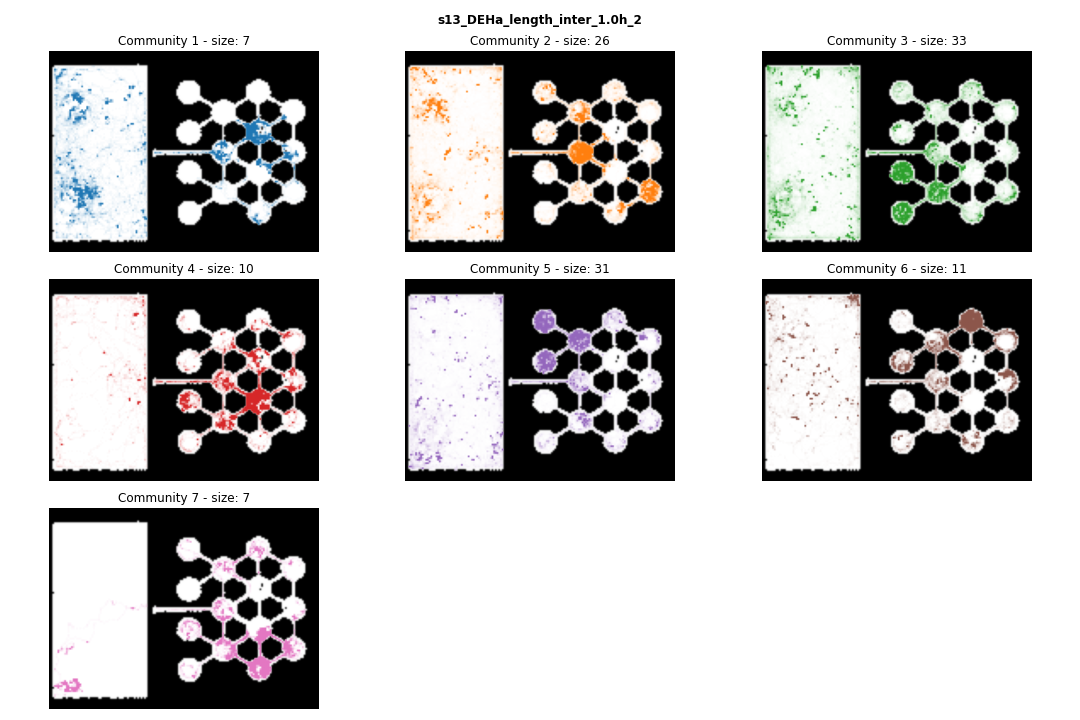 s13_DEHa_length_inter_1.0h_2
Community 1 - size: 7
Community 2 - size: 26
Community 3 - size: 33
Community 4 - size: 10
Community 5 - size: 31
Community 6 - size: 11
Community 7 - size: 7